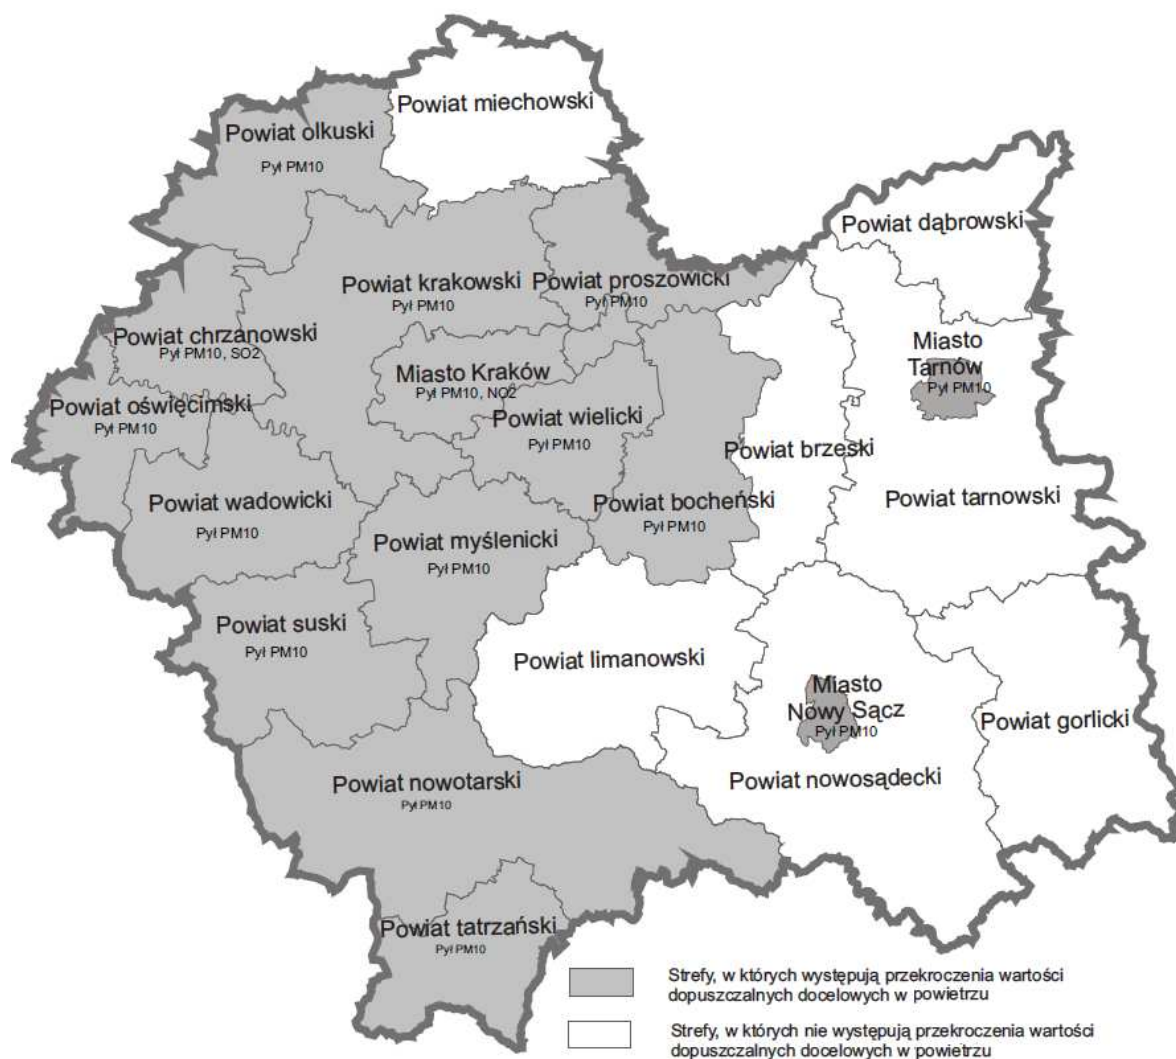 Powiat miechowski
Powiat olkuski
Pył PM10
Powiat dąbrowski
Powiat krakowski
Pył PM10
Powiat proszowicki
Pył PM10
Powiat chrzanowski
Pył PM10, SO2
Miasto Kraków
Pył PM10, NO2
Miasto
Tarnów
Pył PM10
Powiat oświęcimski
Pył PM10
Powiat wielicki
Pył PM10
Powiat brzeski
Powiat wadowicki
Pył PM10
Powiat bocheński
Pył PM10
Powiat tarnowski
Powiat myślenicki
Pył PM10
Powiat suski
Pył PM10
Powiat limanowski
Miasto
Nowy Sącz
Pył PM10
Powiat gorlicki
Powiat nowotarski
Pył PM10
Powiat nowosądecki
Powiat tatrzański
Pył PM10
Strefy, w których występują przekroczenia wartości
dopuszczalnych docelowych w powietrzu
Strefy, w których nie występują przekroczenia wartości
dopuszczalnych docelowych w powietrzu